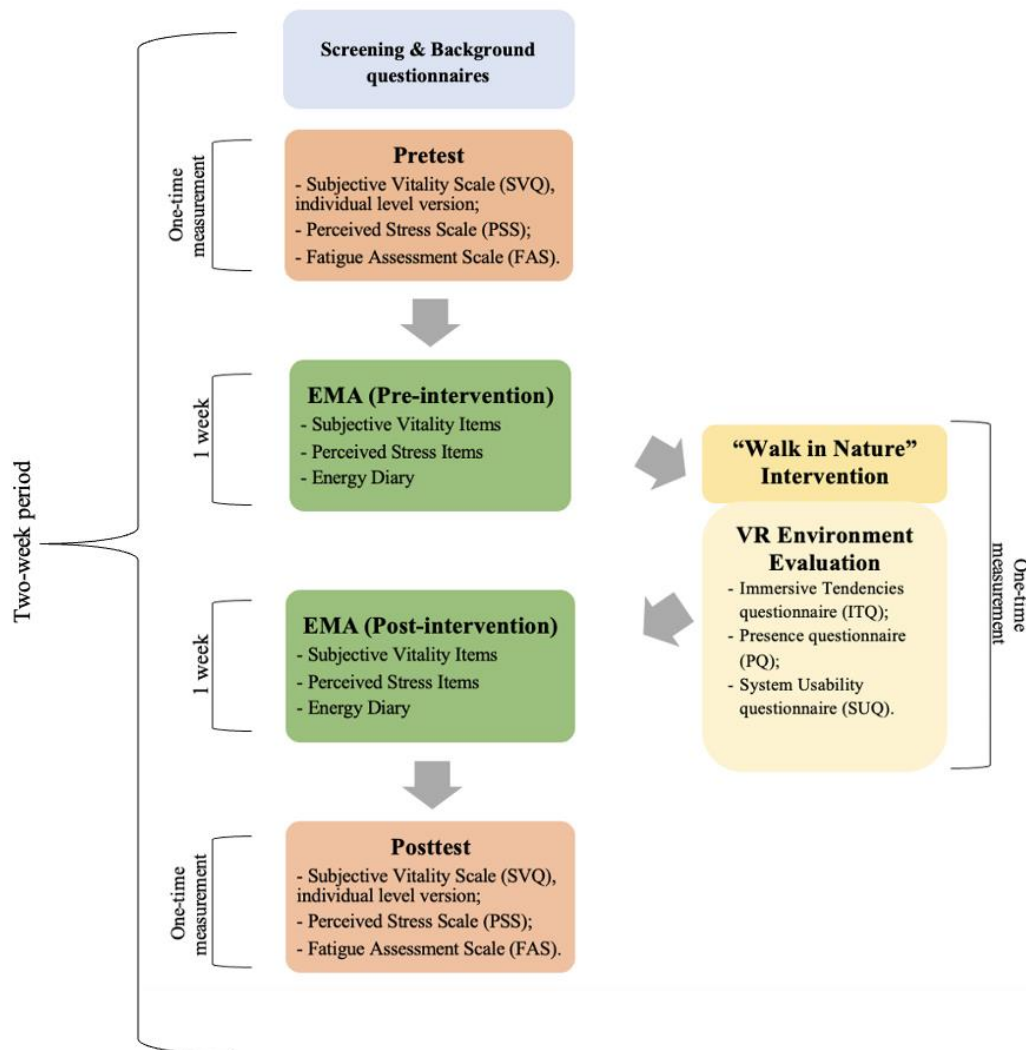 Screening & Background
questionnaires
One-time
measurement
Pretest
- Subjective Vitality Scale (SVQ),
individual level version;
- Perceived Stress Scale (PSS);
- Fatigue Assessment Scale (FAS).
Two-week period
1 week
EMA (Pre-intervention)
- Subjective Vitality Items
- Perceived Stress Items
- Energy Diary
“Walk in Nature”
Intervention
VR Environment
Evaluation
- Immersive Tendencies
questionnaire (ITQ);
- Presence questionnaire
(PQ);
- System Usability
questionnaire (SUQ).
One-time
measurement
1 week
EMA (Post-intervention)
- Subjective Vitality Items
- Perceived Stress Items
- Energy Diary
One-time
measurement
Posttest
- Subjective Vitality Scale (SVQ),
individual level version;
- Perceived Stress Scale (PSS);
- Fatigue Assessment Scale (FAS).